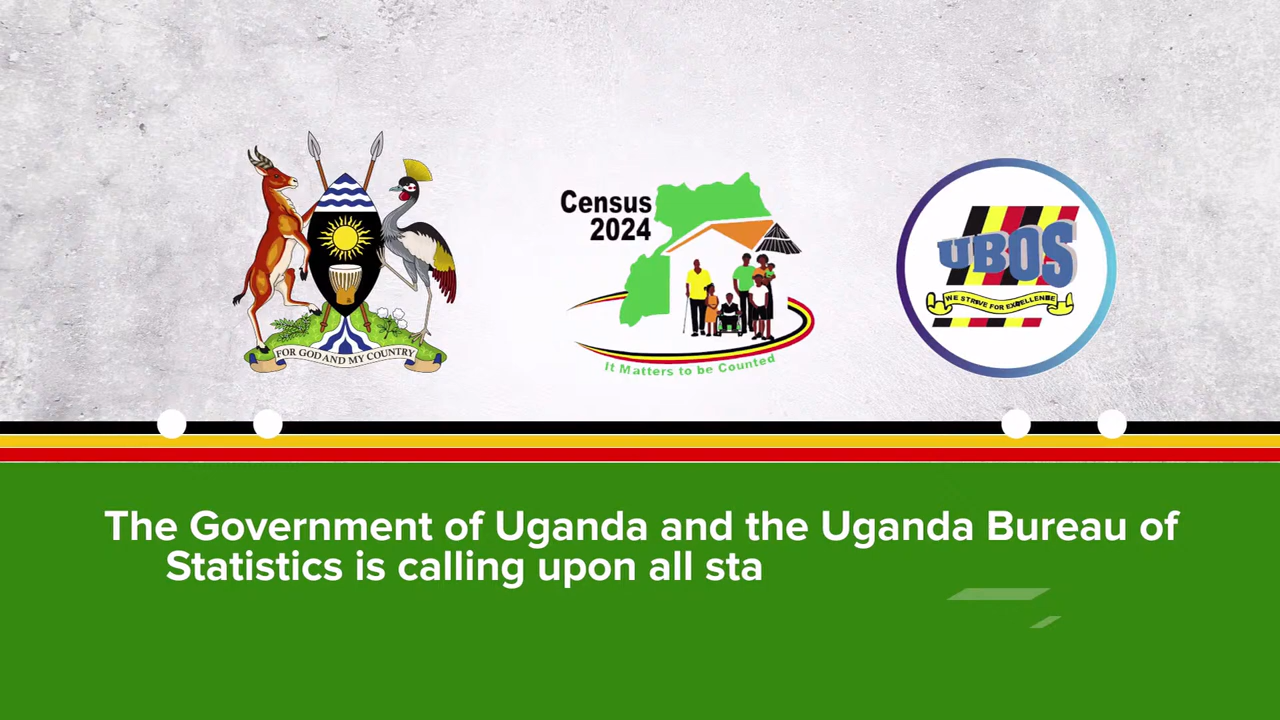 Census
2024
UBOS
WE STRIVE FOR EXCELLENCE
FOR GOD AND MY COUNTRY
It Matters to be Counted
The Government of Uganda and the Uganda Bureau of
Statistics is calling upon all sta